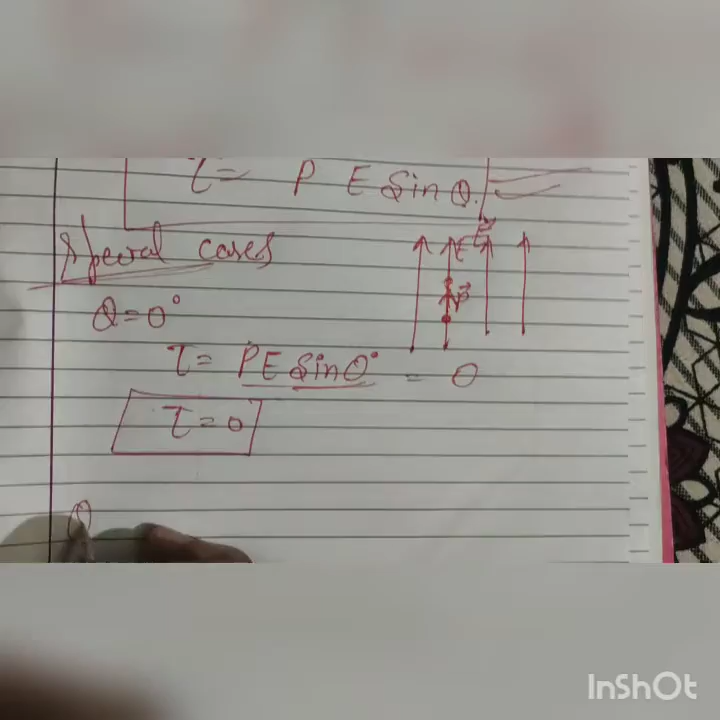 τ = P E Sin θ.
Special cases
θ = 0°
τ = PE Sin 0° = 0
τ = 0
E⃗
E
P⃗
θ
InShOt